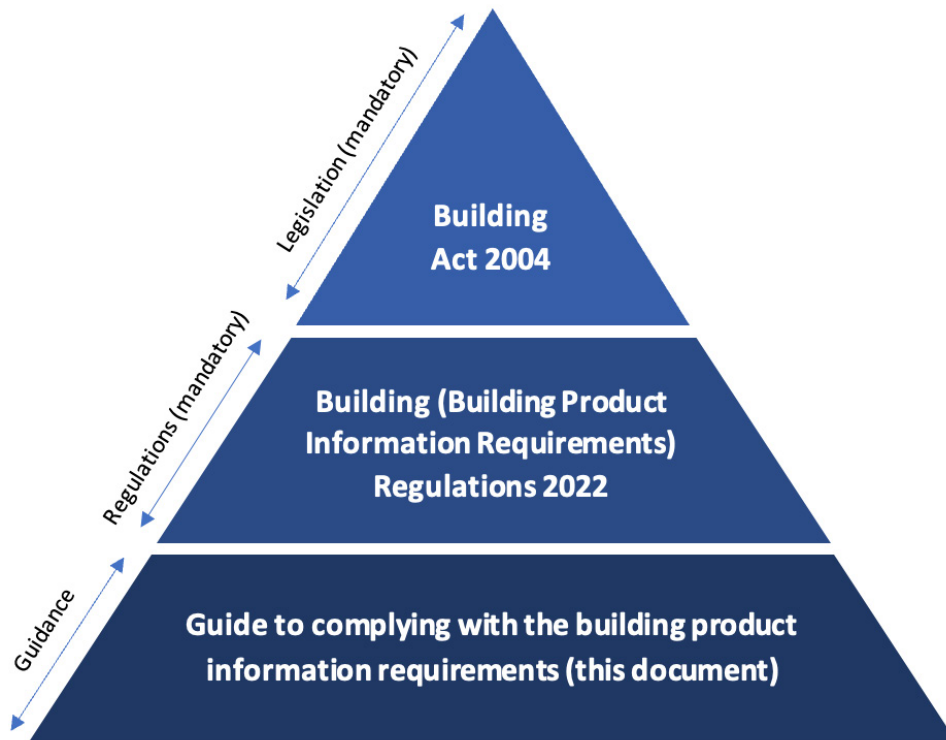 Legislation (mandatory)
Building
Act 2004
Regulations (mandatory)
Building (Building Product
Information Requirements)
Regulations 2022
Guidance
Guide to complying with the building product
information requirements (this document)